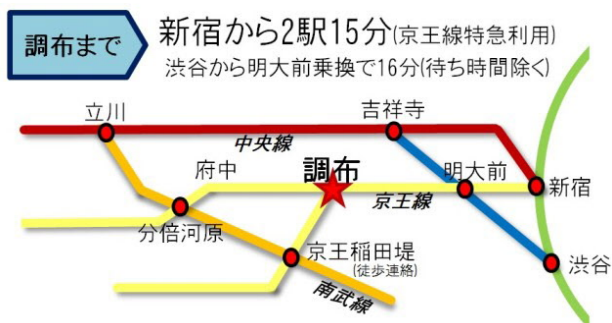 調布まで
新宿から2駅15分(京王線特急利用)
渋谷から明大前乗換で16分(待ち時間除く)
立川
吉祥寺
中央線
府中
調布
明大前
新宿
京王線
分倍河原
京王稲田堤
(徒歩連絡)
渋谷
南武線